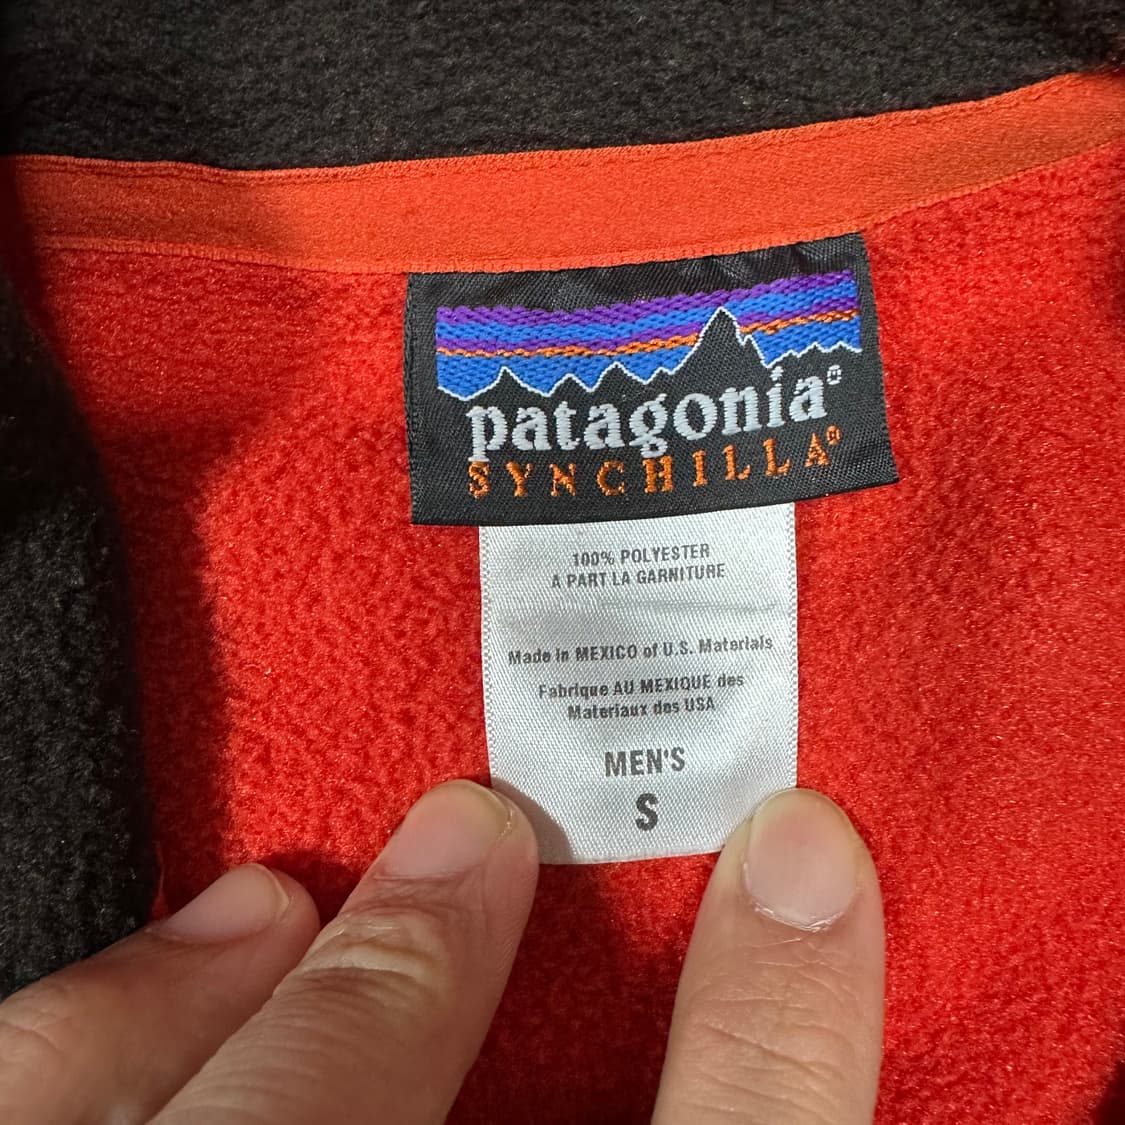 patagonia®
SYNCHILLA®
100% POLYESTER
A PART LA GARNITURE
Made in MEXICO of U.S. Materials
Fabrique AU MEXIQUE des
Materiaux des USA
MEN'S
S